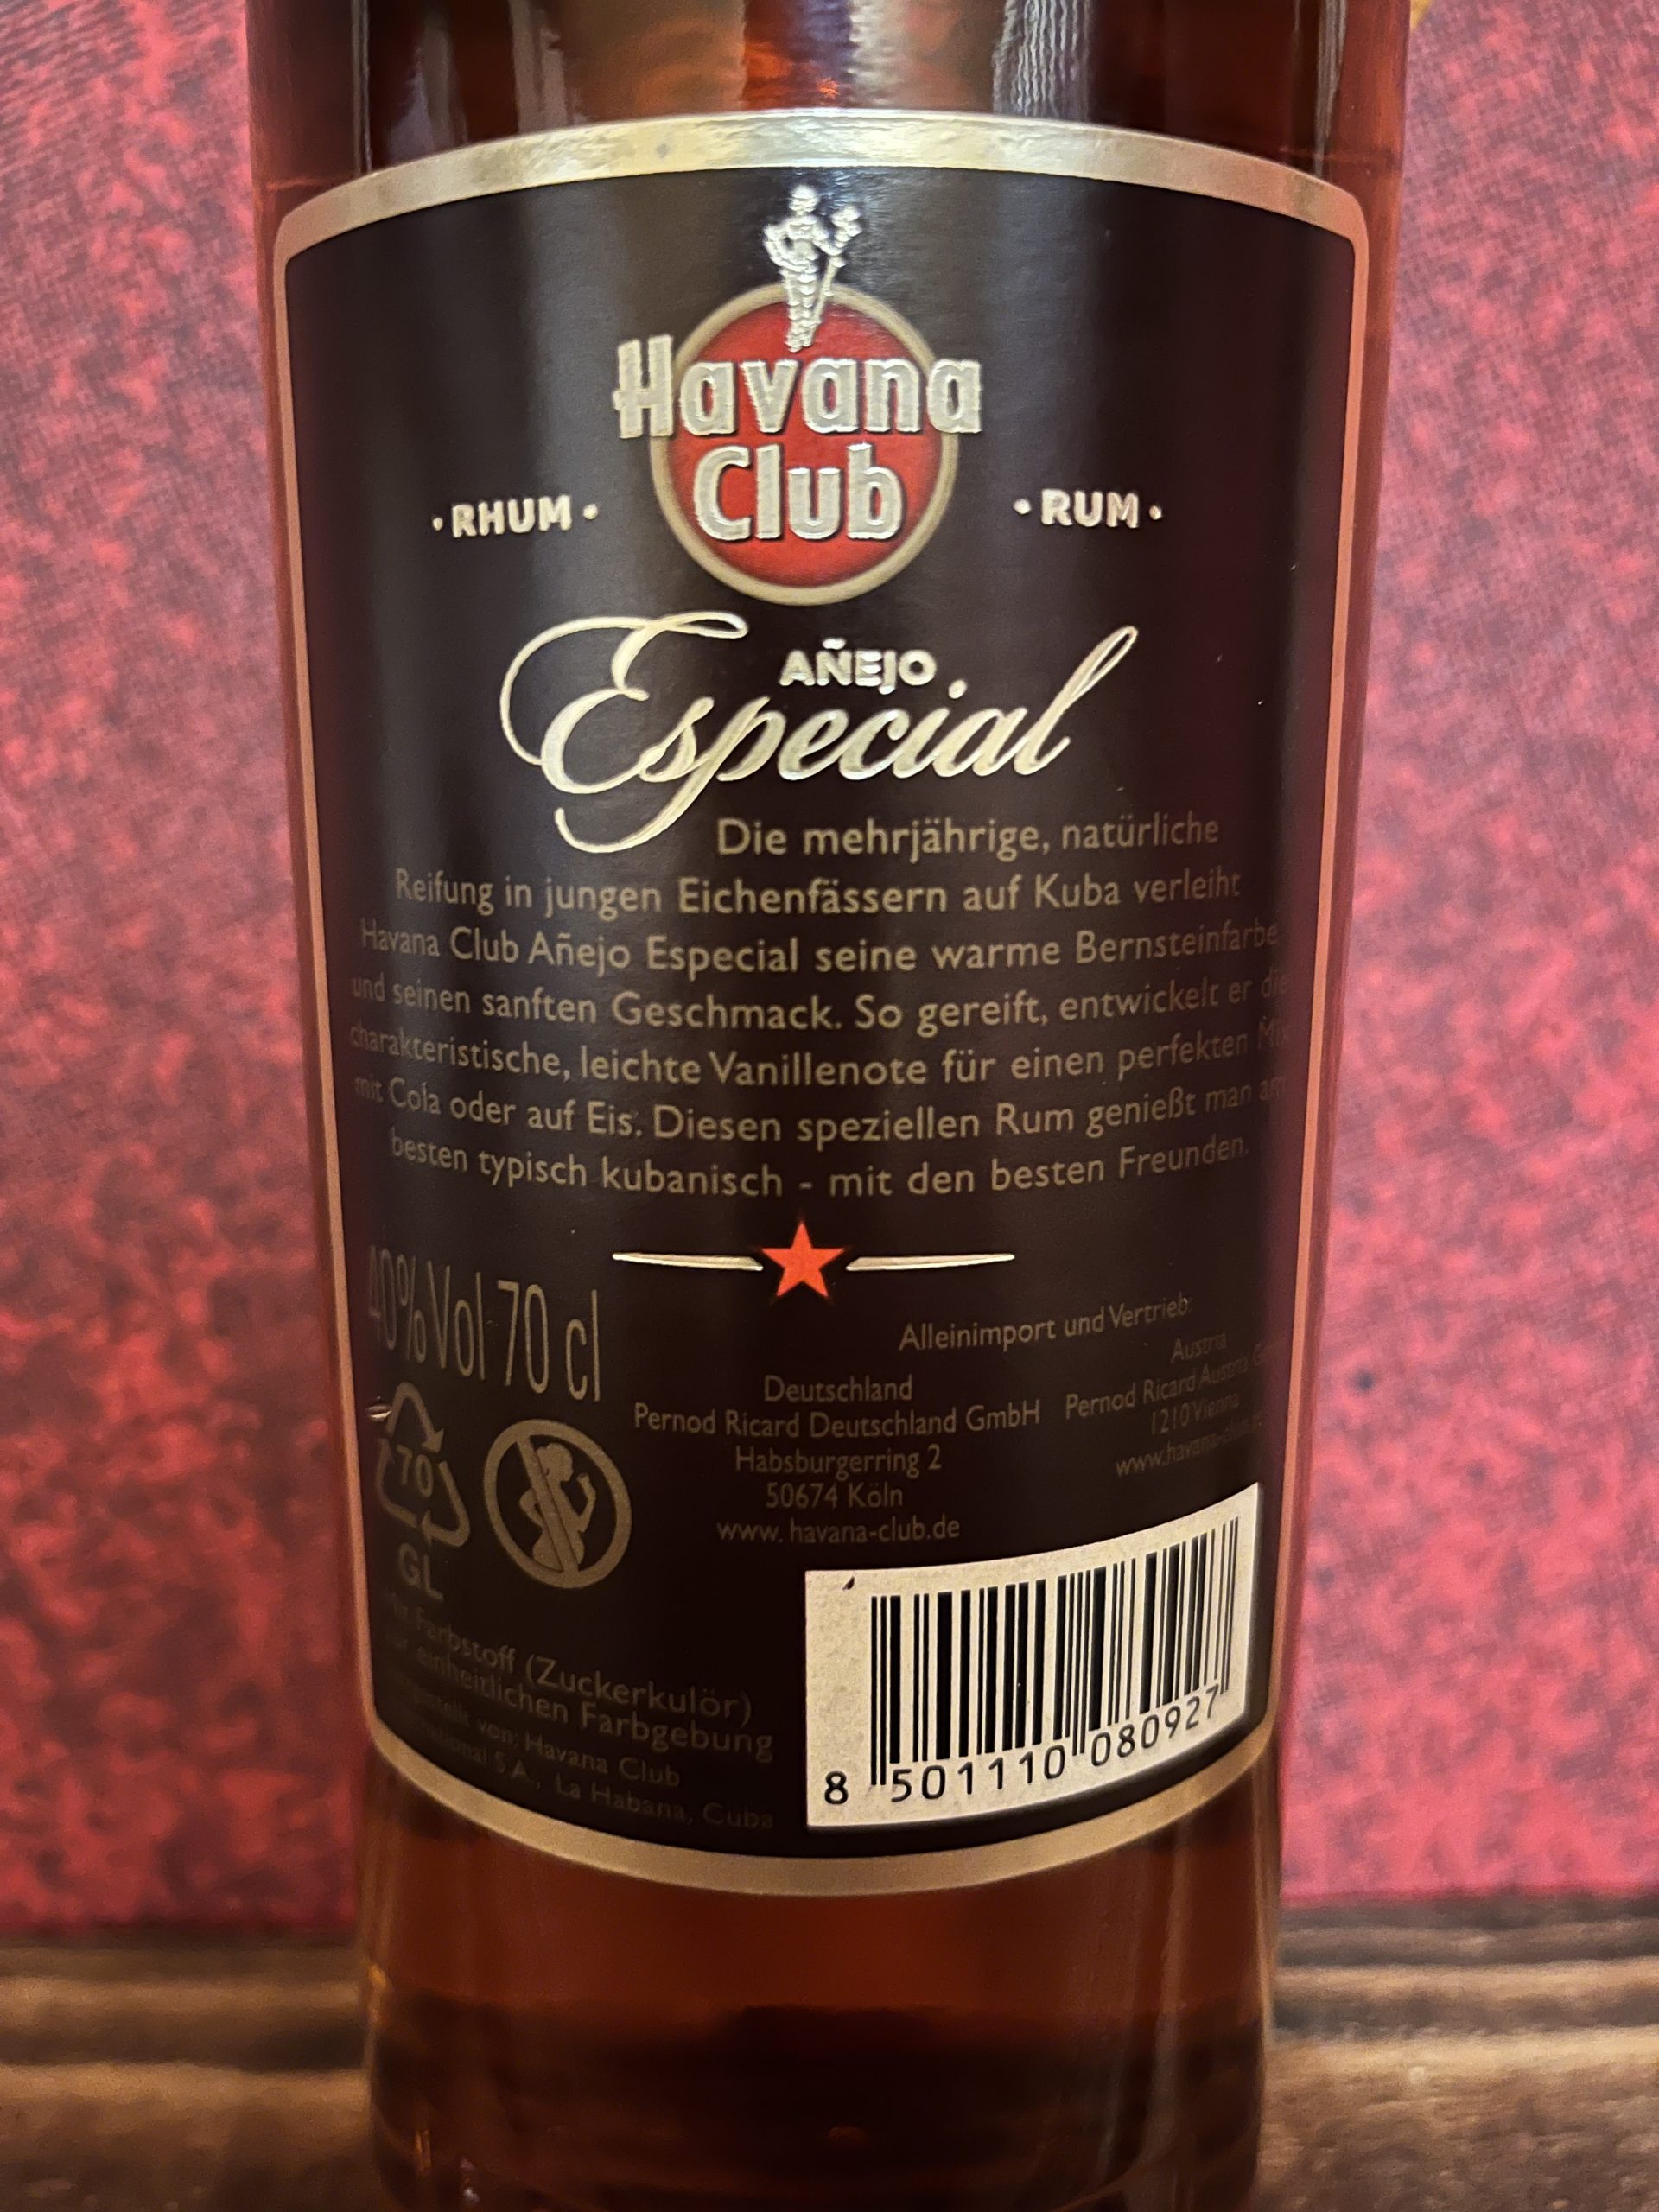 Havana
Club
· RHUM ·
· RUM ·
AÑEJO
Especial
Die mehrjährige, natürliche
Reifung in jungen Eichenfässern auf Kuba verleiht
Havana Club Añejo Especial seine warme Bernsteinfarbe
und seinen sanften Geschmack. So gereift, entwickelt er die
charakteristische, leichte Vanillenote für einen perfekten Mix
mit Cola oder auf Eis. Diesen speziellen Rum genießt man am
besten typisch kubanisch - mit den besten Freunden.
40%Vol 70 cl
Alleinimport und Vertrieb:
Deutschland
Pernod Ricard Deutschland GmbH
Habsburgerring 2
50674 Köln
www. havana-club.de
Austria
Pernod Ricard Austria
1210 Vienna
70
GL
Farbstoff (Zuckerkulör)
einheitlichen Farbgebung
von: Havana Club
S.A., La Habana, Cuba
8 501110 080927